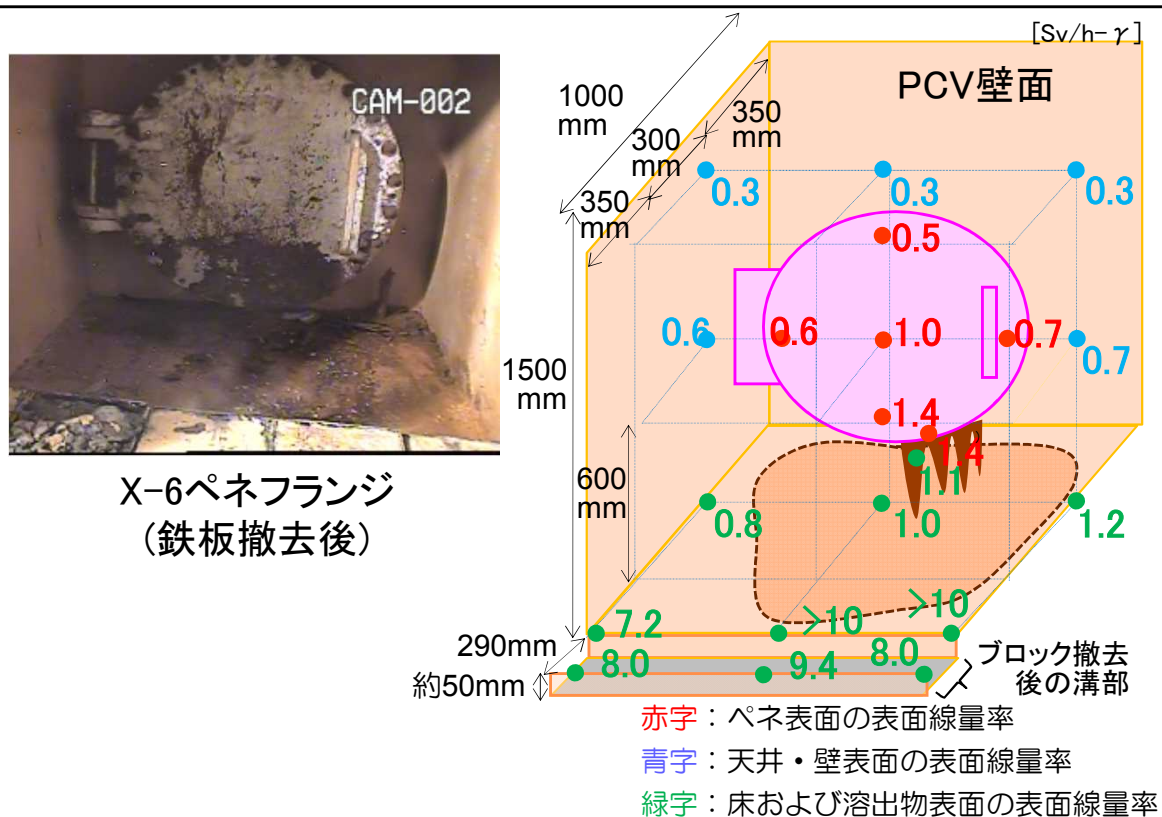 CAM-002
X-6ペネフランジ
(鉄板撤去後)
[Sv/h-γ]
PCV壁面
1000
mm
350
mm
300
mm
350
mm
0.3
0.3
0.3
0.5
0.6
0.6
1.0
0.7
0.7
1500
mm
1.4
1.4
1.1
600
mm
0.8
1.0
1.2
7.2
>10
>10
290mm
8.0
9.4
8.0
約50mm
ブロック撤去
後の溝部
赤字:ペネ表面の表面線量率
青字:天井・壁表面の表面線量率
緑字:床および溶出物表面の表面線量率